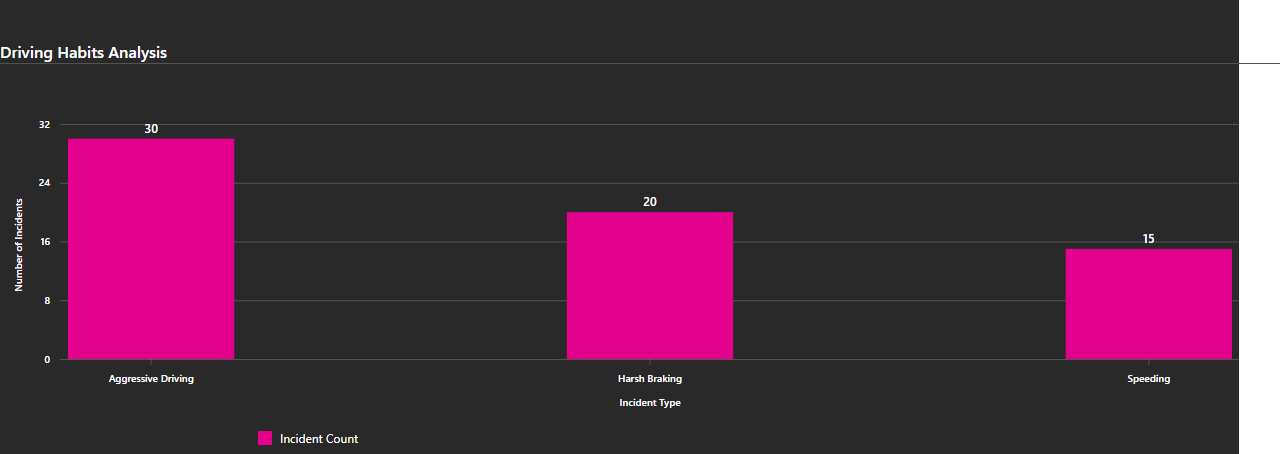 Driving Habits Analysis
32
30
24
20
16
15
8
0
Number of Incidents
Aggressive Driving
Harsh Braking
Speeding
Incident Type
Incident Count